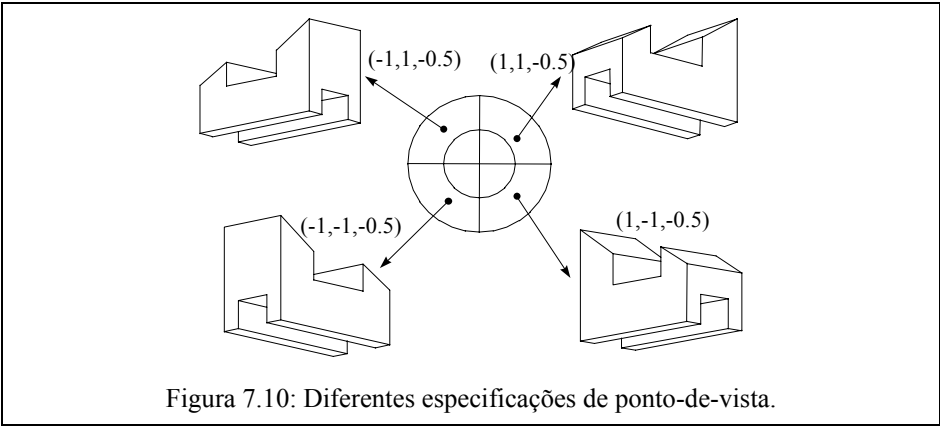 (-1,1,-0.5)
(1,1,-0.5)
(-1,-1,-0.5)
(1,-1,-0.5)
Figura 7.10: Diferentes especificações de ponto-de-vista.